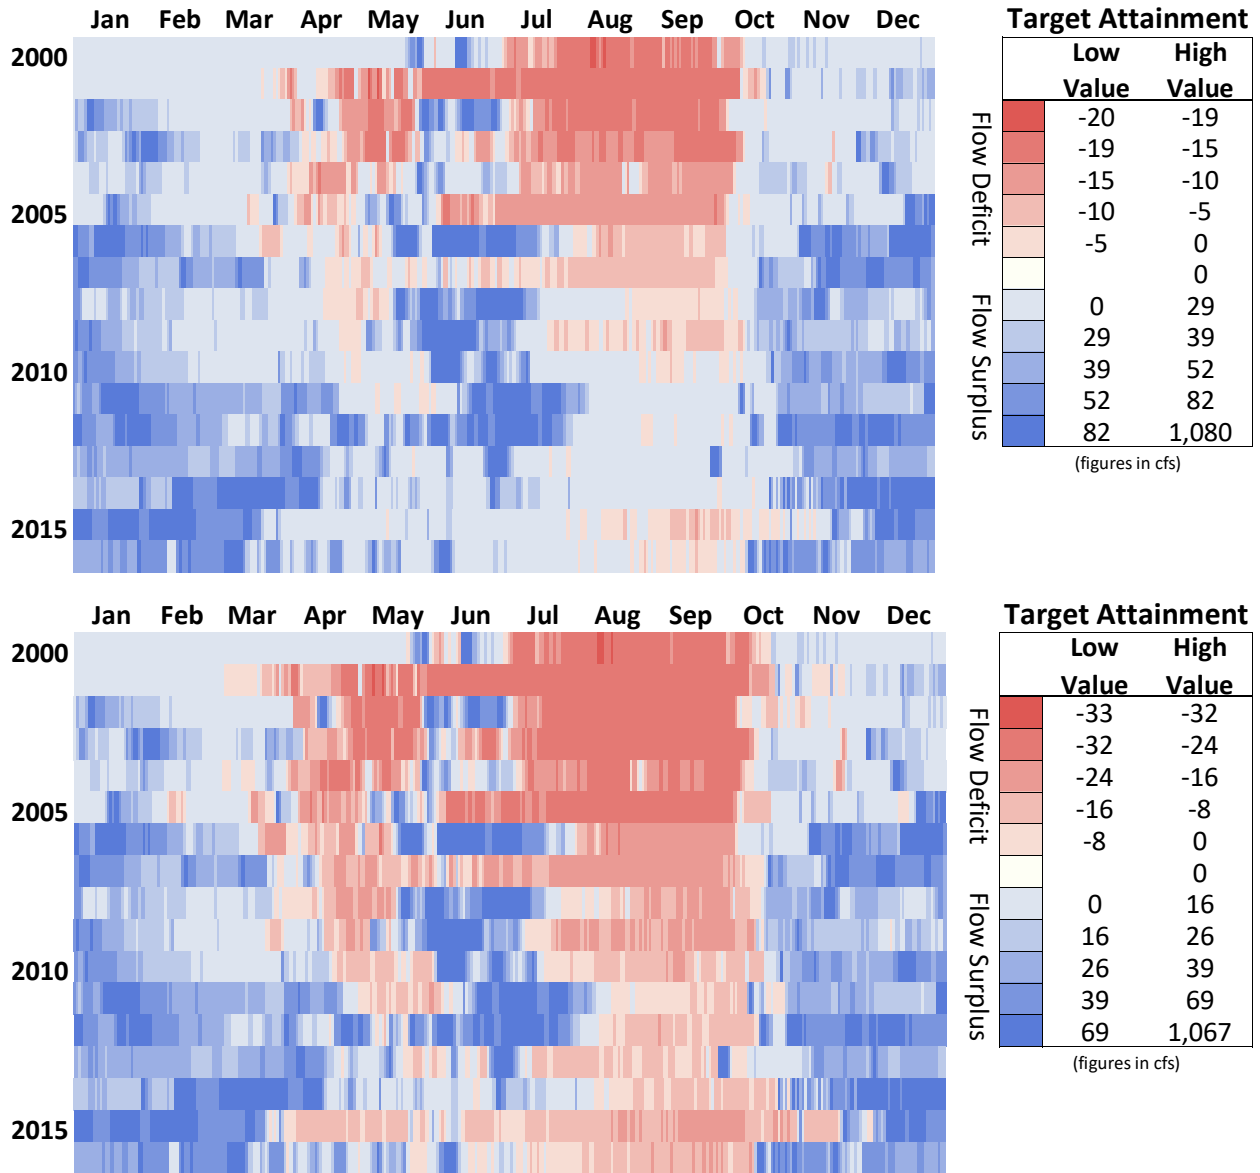 Jan Feb Mar Apr May Jun Jul Aug Sep Oct Nov Dec
2000
2005
2010
2015
Target Attainment
Low High
Value Value
-20 -19
-19 -15
-15 -10
-10 -5
-5 0
0
0 29
29 39
39 52
52 82
82 1,080
Flow Deficit
Flow Surplus
(figures in cfs)
Jan Feb Mar Apr May Jun Jul Aug Sep Oct Nov Dec
2000
2005
2010
2015
Target Attainment
Low High
Value Value
-33 -32
-32 -24
-24 -16
-16 -8
-8 0
0
0 16
16 26
26 39
39 69
69 1,067
Flow Deficit
Flow Surplus
(figures in cfs)